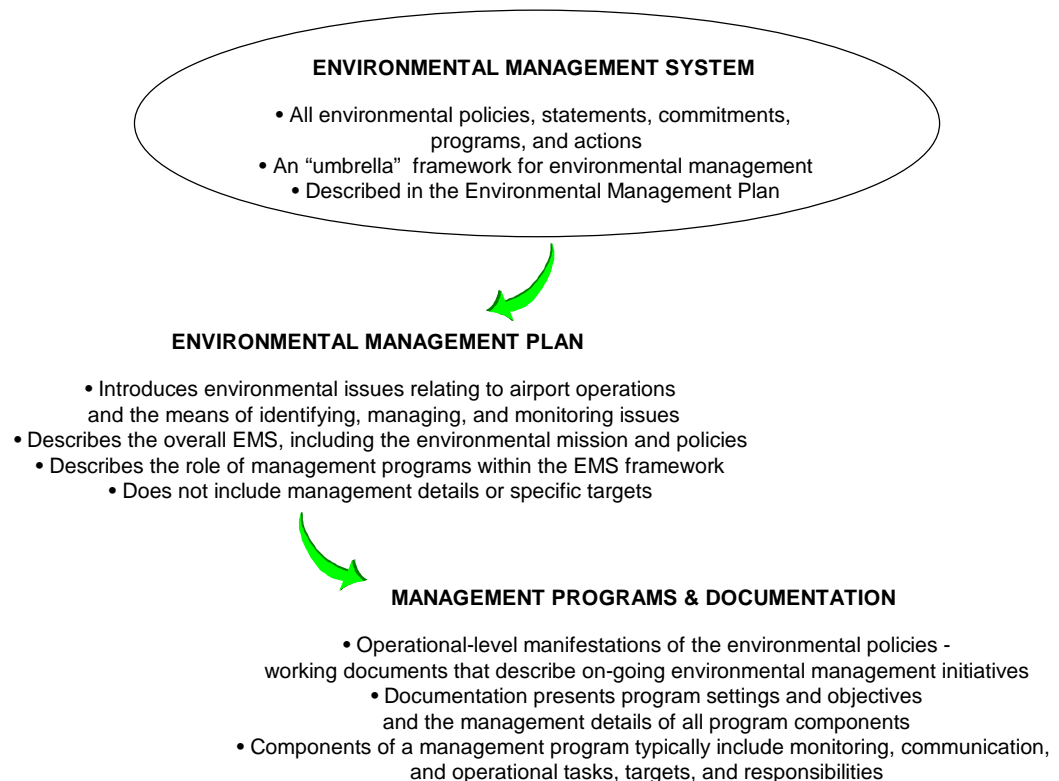 ENVIRONMENTAL MANAGEMENT SYSTEM
• All environmental policies, statements, commitments,
programs, and actions
• An “umbrella” framework for environmental management
• Described in the Environmental Management Plan
ENVIRONMENTAL MANAGEMENT PLAN
• Introduces environmental issues relating to airport operations
and the means of identifying, managing, and monitoring issues
• Describes the overall EMS, including the environmental mission and policies
• Describes the role of management programs within the EMS framework
• Does not include management details or specific targets
MANAGEMENT PROGRAMS & DOCUMENTATION
• Operational-level manifestations of the environmental policies -
working documents that describe on-going environmental management initiatives
• Documentation presents program settings and objectives
and the management details of all program components
• Components of a management program typically include monitoring, communication,
and operational tasks, targets, and responsibilities